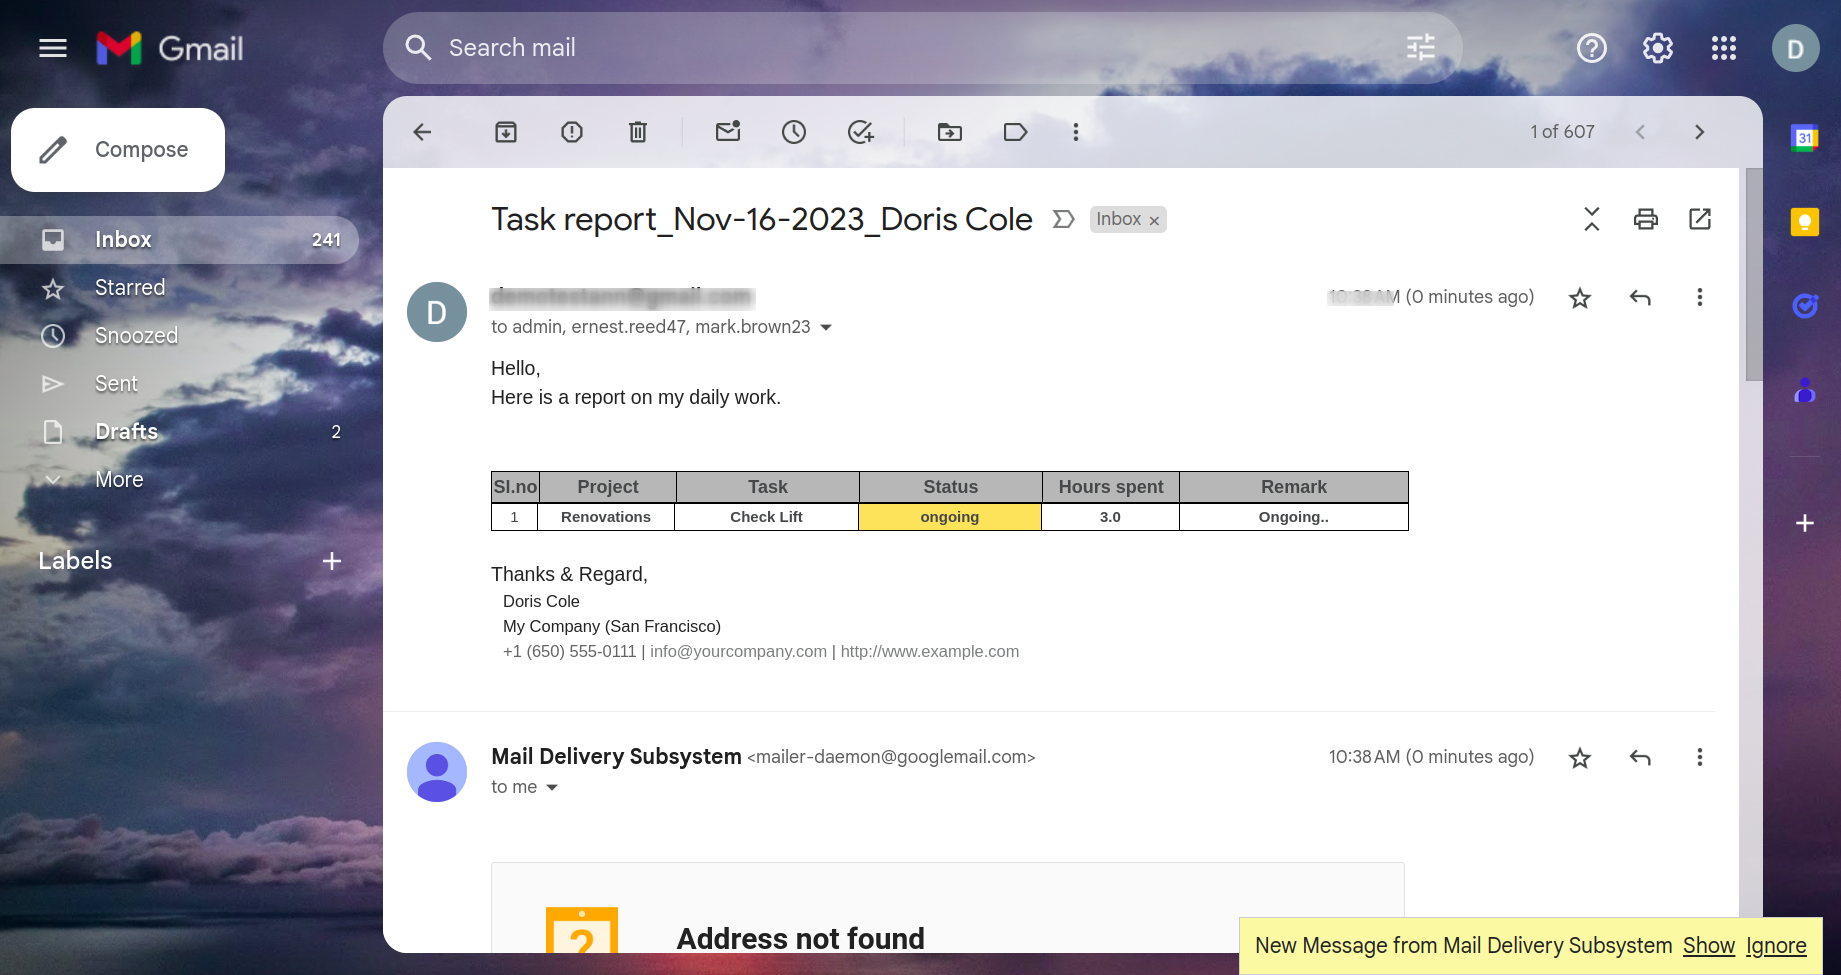 Gmail
Search mail
D
Compose
1 of 607
31
Inbox 241
Starred
Snoozed
Sent
Drafts 2
More
Labels
Task report_Nov-16-2023_Doris Cole Inbox ×
D
(0 minutes ago)
to admin, ernest.reed47, mark.brown23
Hello,
Here is a report on my daily work.
Sl.no Project Task Status Hours spent Remark
1 Renovations Check Lift ongoing 3.0 Ongoing..
Thanks & Regard,
Doris Cole
My Company (San Francisco)
+1 (650) 555-0111 | info@yourcompany.com | http://www.example.com
Mail Delivery Subsystem <mailer-daemon@googlemail.com> 10:38 AM (0 minutes ago)
to me
?
Address not found
New Message from Mail Delivery Subsystem Show Ignore